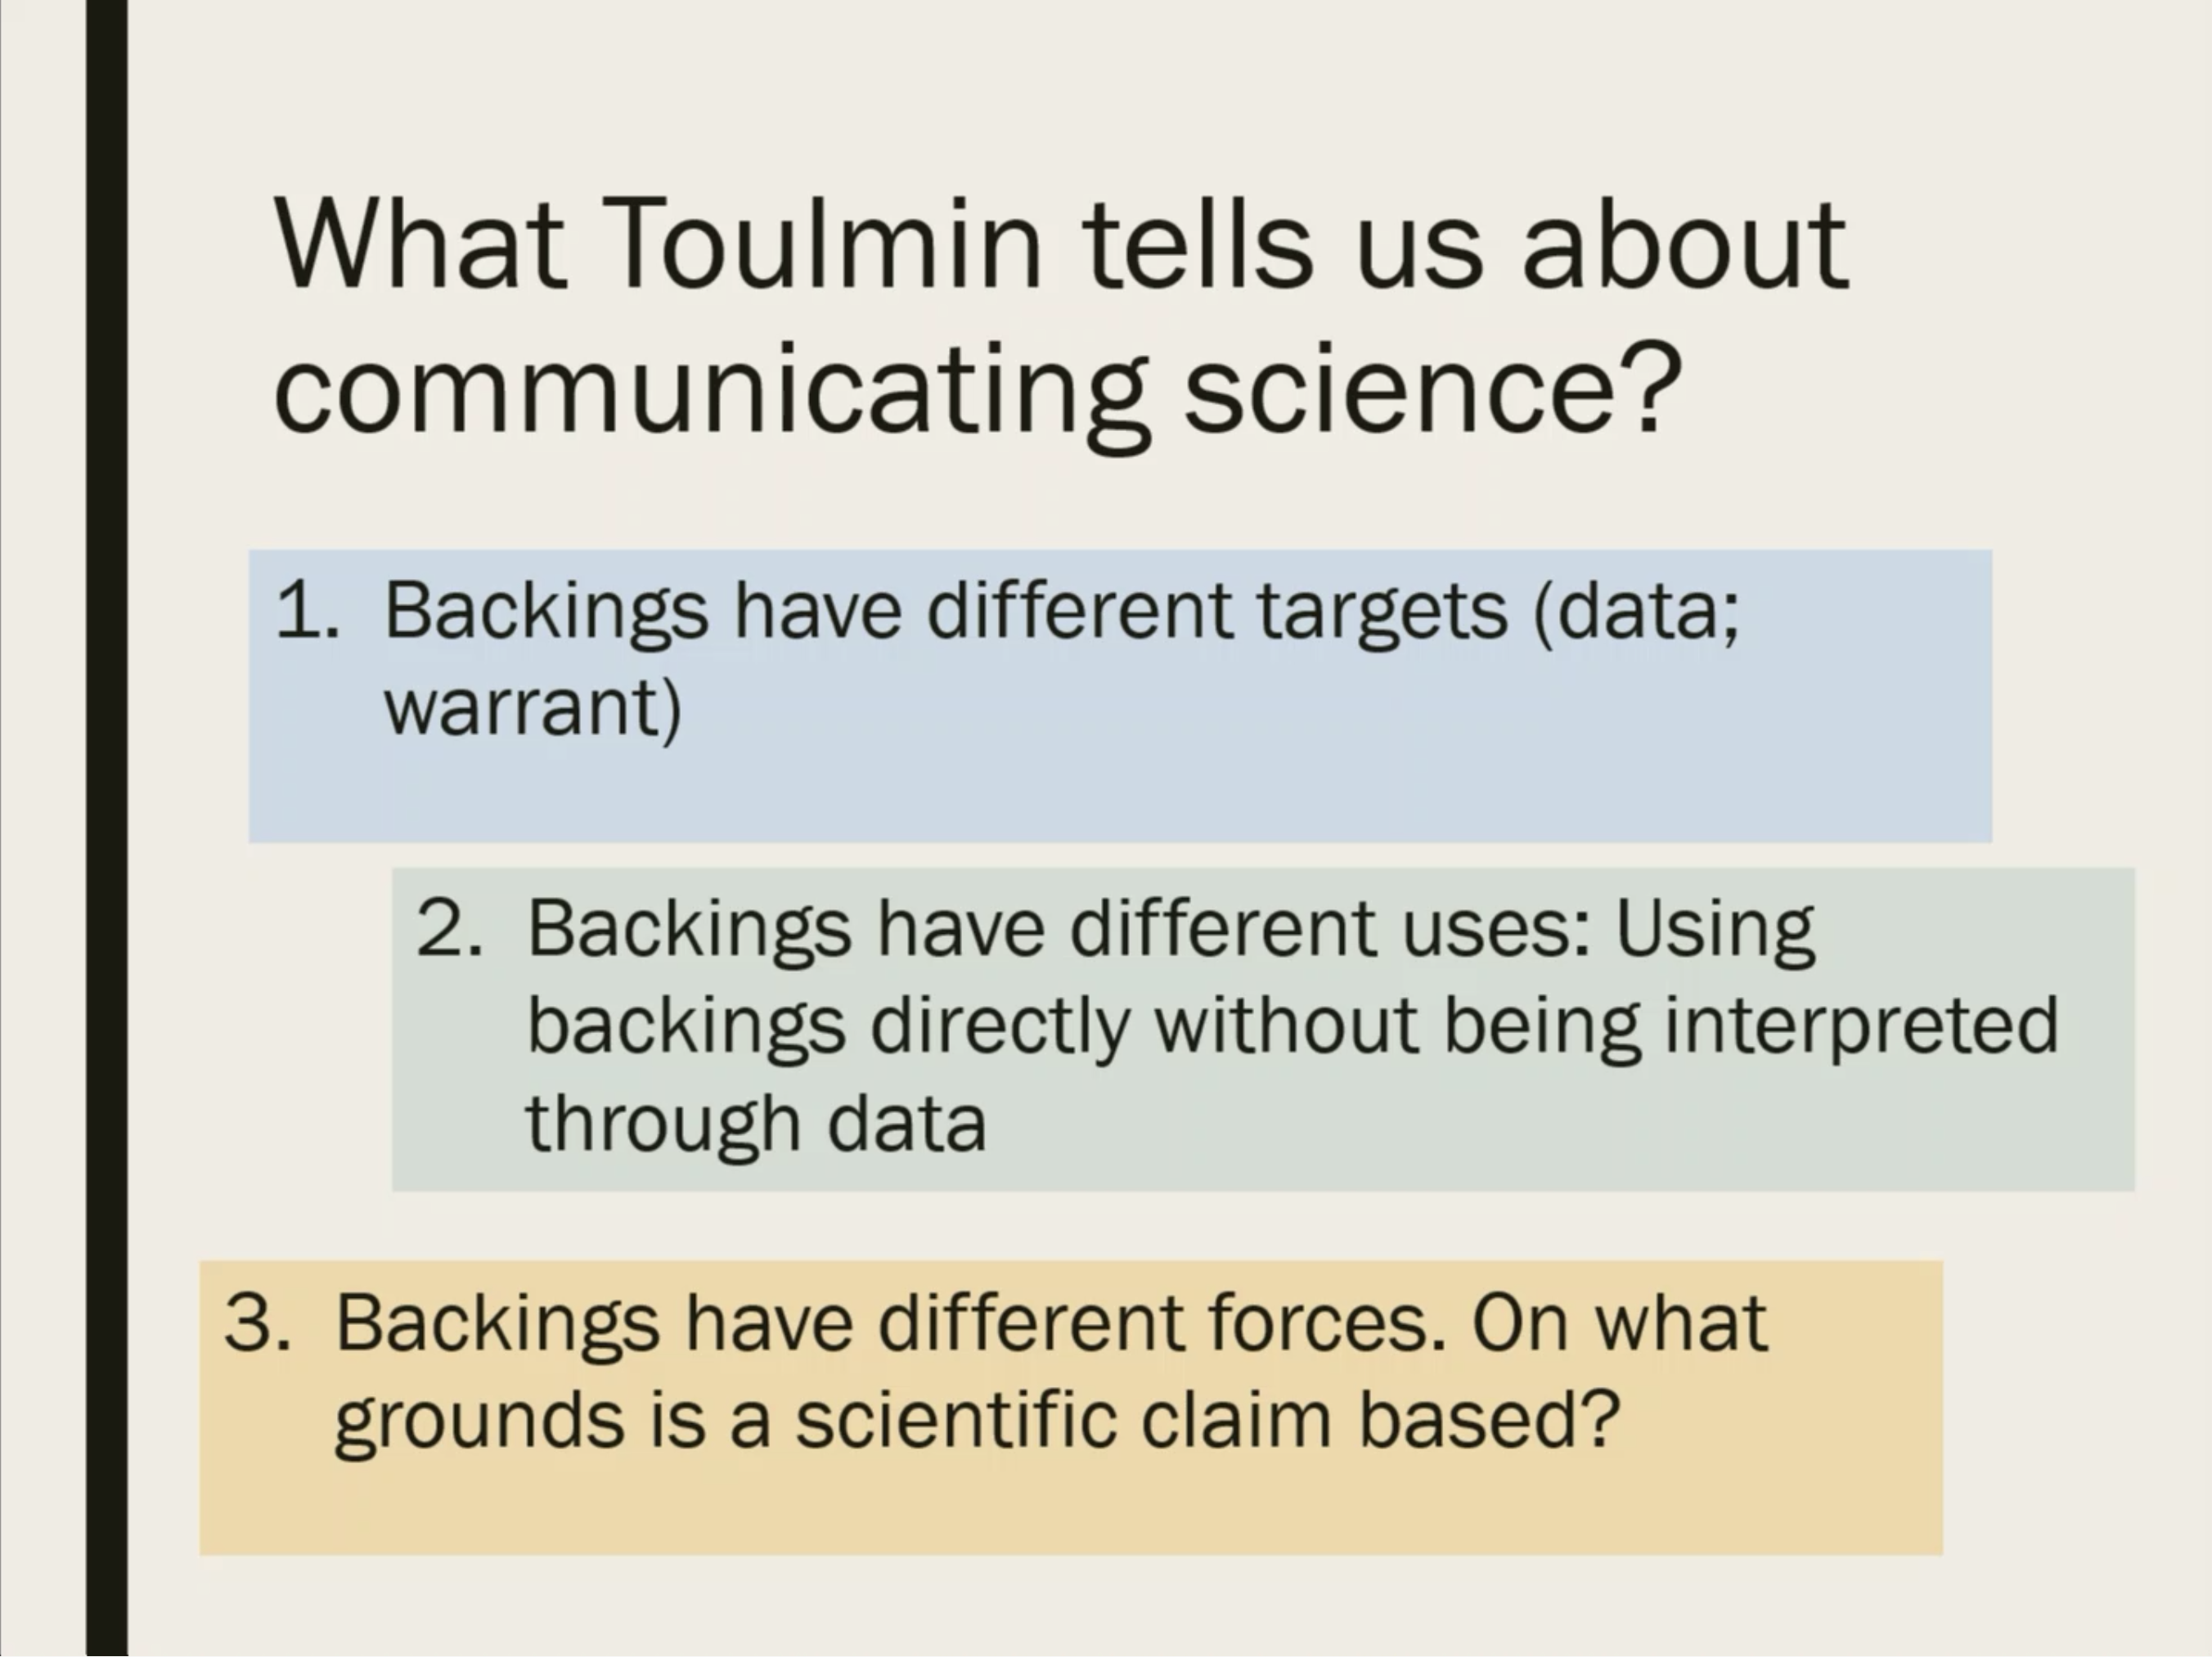 What Toulmin tells us about
communicating science?
1. Backings have different targets (data;
warrant)
2. Backings have different uses: Using
backings directly without being interpreted
through data
3. Backings have different forces. On what
grounds is a scientific claim based?